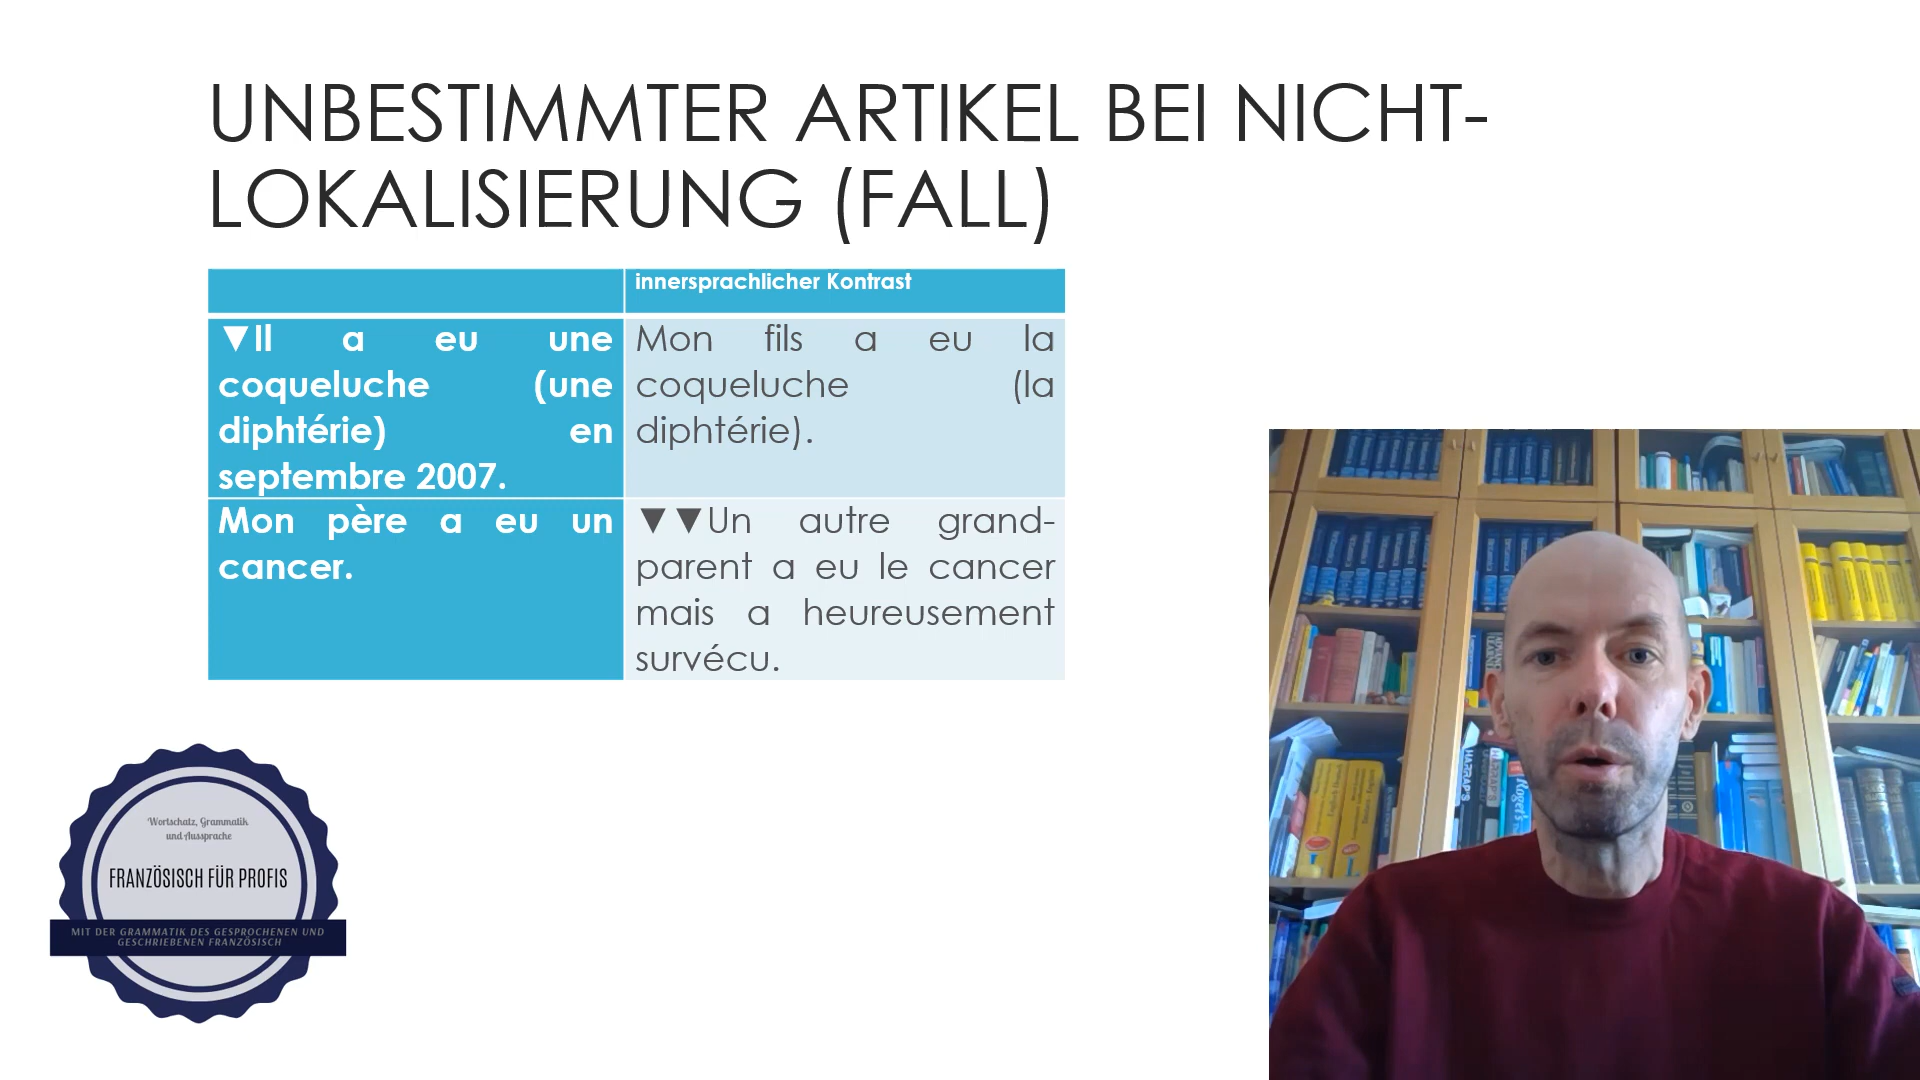 UNBESTIMMTER ARTIKEL BEI NICHT-
LOKALISIERUNG (FALL)
innersprachlicher Kontrast
▼Il a eu une
coqueluche (une
diphtérie) en
septembre 2007.
Mon fils a eu la
coqueluche (la
diphtérie).
Mon père a eu un
cancer.
▼▼Un autre grand-
parent a eu le cancer
mais a heureusement
survécu.
Wortschatz, Grammatik
und Aussprache
FRANZÖSISCH FÜR PROFIS
MIT DER GRAMMATIK DES GESPROCHENEN UND
GESCHRIEBENEN FRANZÖSISCH
HARRAP'S
Roget's